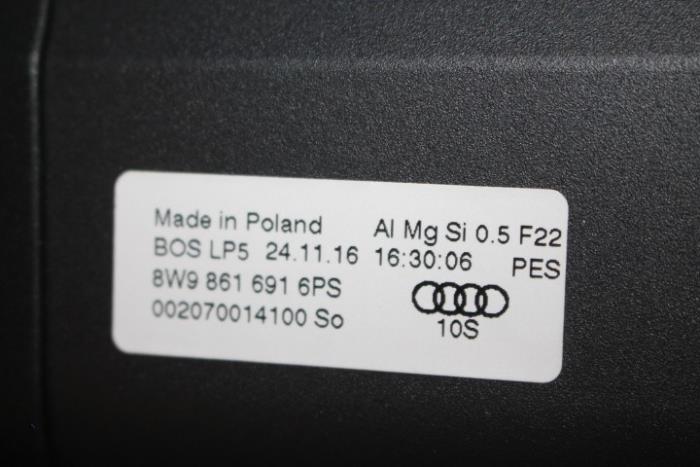 Made in Poland Al Mg Si 0.5 F22
BOS LP5 24.11.16 16:30:06 PES
8W9 861 691 6PS
002070014100 So
10S